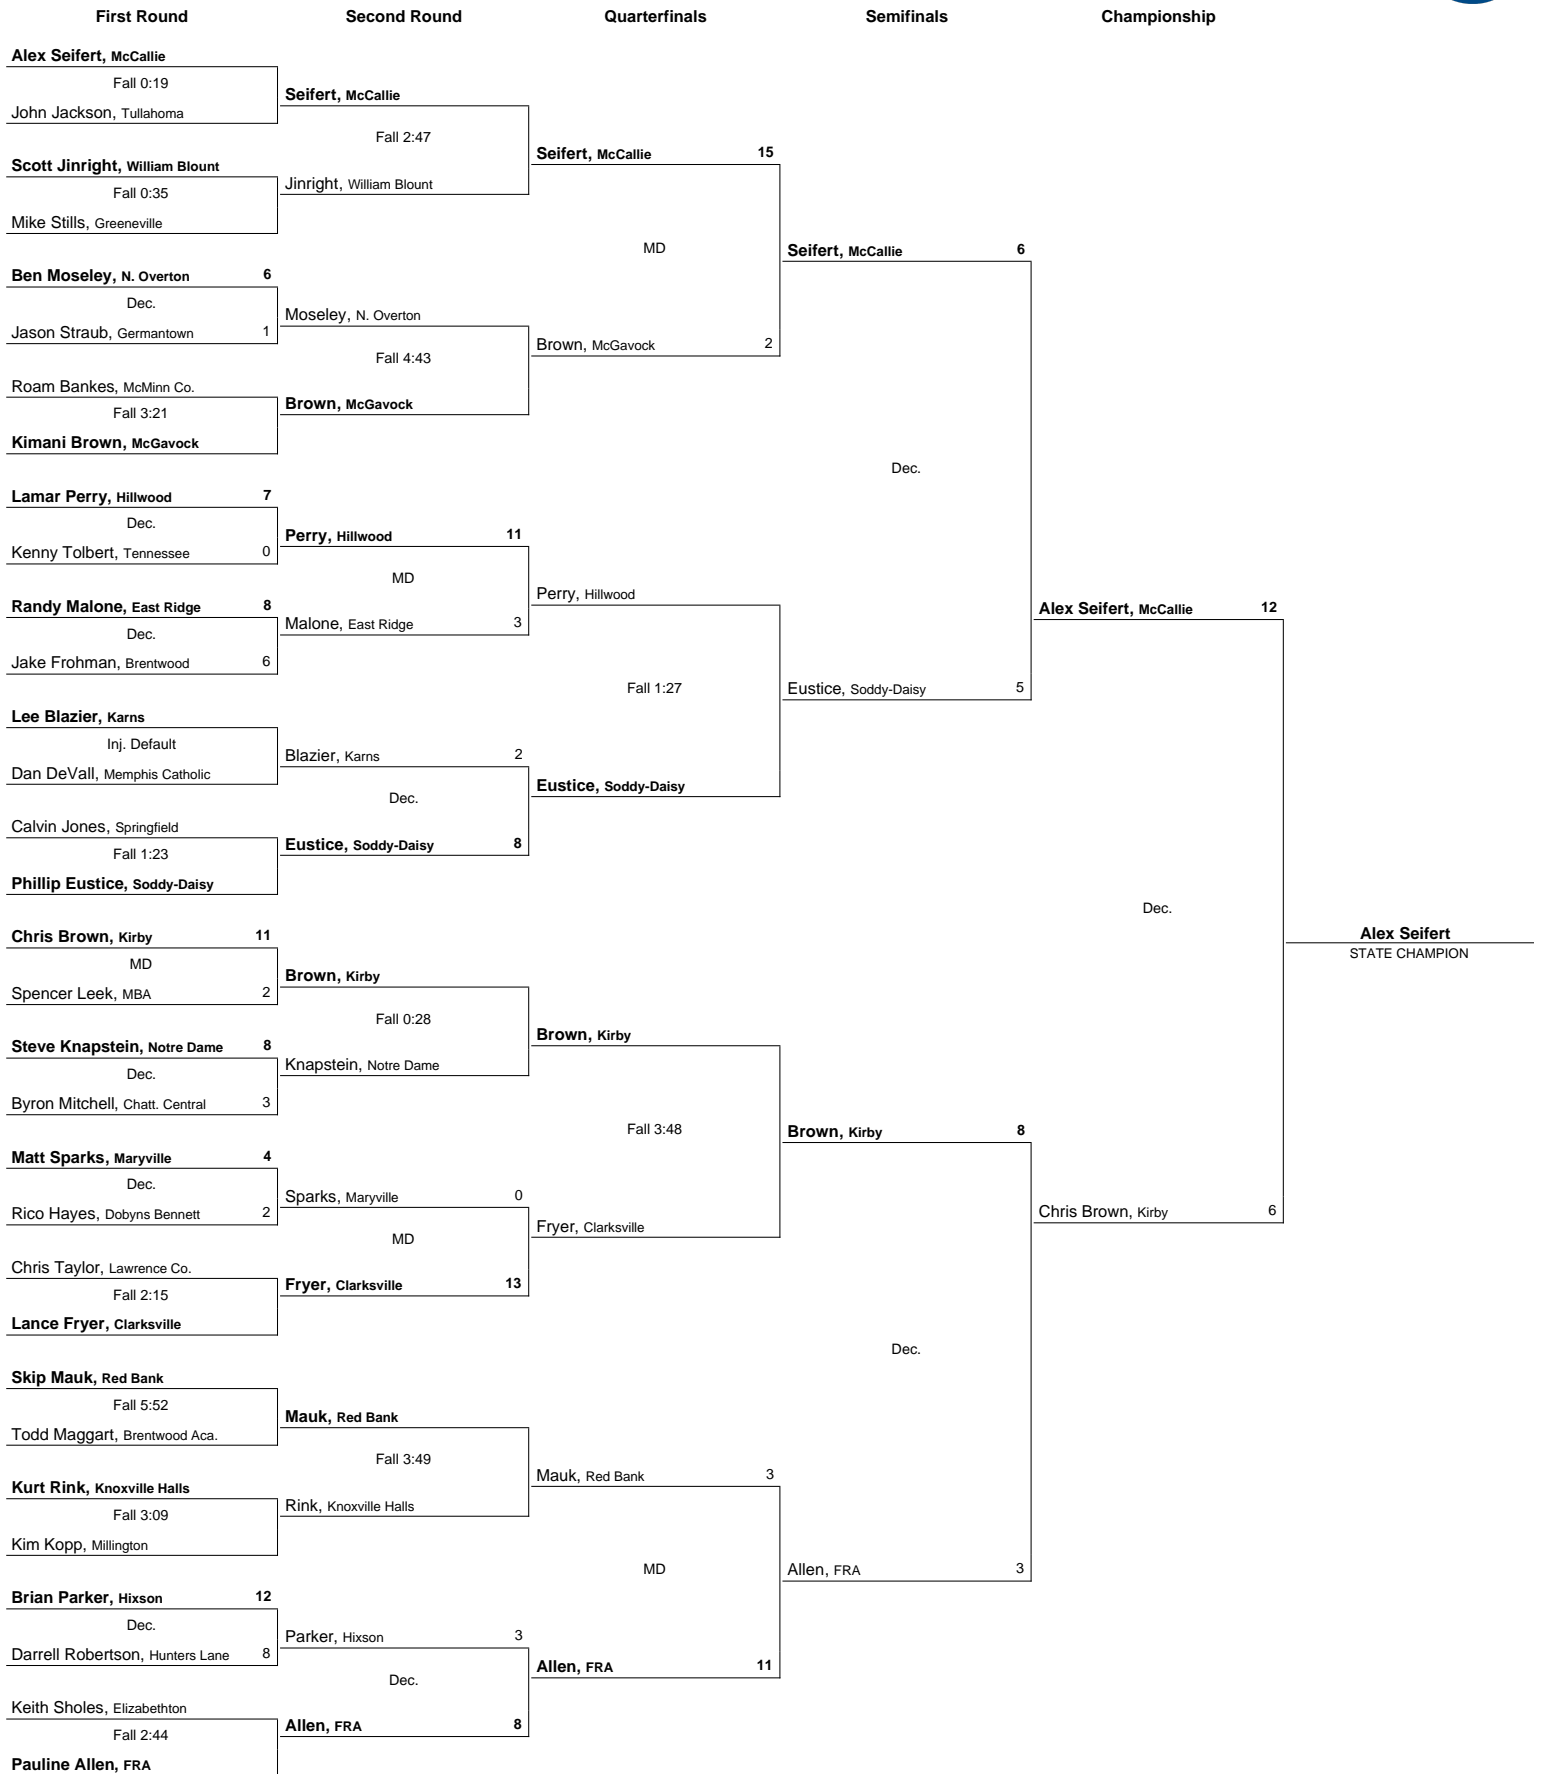 First Round Second Round Quarterfinals Semifinals Championship
Alex Seifert, McCallie
Fall 0:19
John Jackson, Tullahoma
Scott Jinright, William Blount
Fall 0:35
Mike Stills, Greeneville
Ben Moseley, N. Overton 6
Dec.
Jason Straub, Germantown 1
Roam Bankes, McMinn Co.
Fall 3:21
Kimani Brown, McGavock
Lamar Perry, Hillwood 7
Dec.
Kenny Tolbert, Tennessee 0
Randy Malone, East Ridge 8
Dec.
Jake Frohman, Brentwood 6
Lee Blazier, Karns
Inj. Default
Dan DeVall, Memphis Catholic
Calvin Jones, Springfield
Fall 1:23
Phillip Eustice, Soddy-Daisy
Chris Brown, Kirby 11
MD
Spencer Leek, MBA 2
Steve Knapstein, Notre Dame 8
Dec.
Byron Mitchell, Chatt. Central 3
Matt Sparks, Maryville 4
Dec.
Rico Hayes, Dobyns Bennett 2
Chris Taylor, Lawrence Co.
Fall 2:15
Lance Fryer, Clarksville
Skip Mauk, Red Bank
Fall 5:52
Todd Maggart, Brentwood Aca.
Kurt Rink, Knoxville Halls
Fall 3:09
Kim Kopp, Millington
Brian Parker, Hixson 12
Dec.
Darrell Robertson, Hunters Lane 8
Keith Sholes, Elizabethton
Fall 2:44
Pauline Allen, FRA
Seifert, McCallie
Fall 2:47
Jinright, William Blount
Moseley, N. Overton
Fall 4:43
Brown, McGavock
Perry, Hillwood 11
MD
Malone, East Ridge 3
Blazier, Karns 2
Dec.
Eustice, Soddy-Daisy 8
Brown, Kirby
Fall 0:28
Knapstein, Notre Dame
Sparks, Maryville 0
MD
Fryer, Clarksville 13
Mauk, Red Bank
Fall 3:49
Rink, Knoxville Halls
Parker, Hixson 3
Dec.
Allen, FRA 8
Seifert, McCallie 15
MD
Brown, McGavock 2
Perry, Hillwood
Fall 1:27
Eustice, Soddy-Daisy
Brown, Kirby
Fall 3:48
Fryer, Clarksville
Mauk, Red Bank 3
MD
Allen, FRA 11
Seifert, McCallie 6
Dec.
Eustice, Soddy-Daisy 5
Brown, Kirby 8
Dec.
Allen, FRA 3
Alex Seifert, McCallie 12
Dec.
Chris Brown, Kirby 6
Alex Seifert
STATE CHAMPION